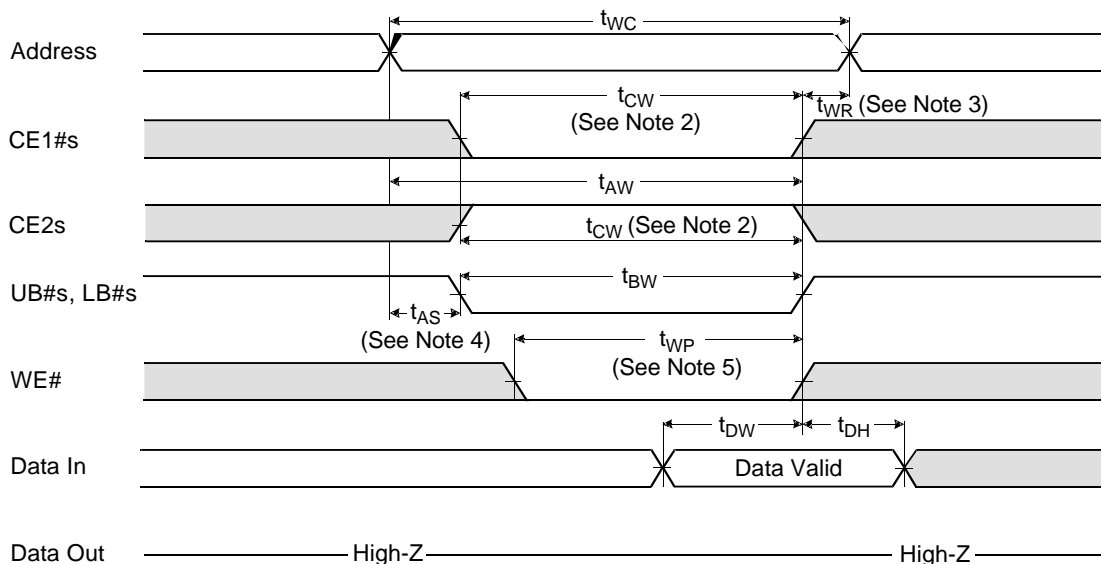 tWC
Address
tCW
(See Note 2)
tWR (See Note 3)
CE1#s
tAW
CE2s
tCW (See Note 2)
tBW
UB#s, LB#s
tAS
(See Note 4)
tWP
(See Note 5)
WE#
tDW
tDH
Data In
Data Valid
Data Out
High-Z
High-Z